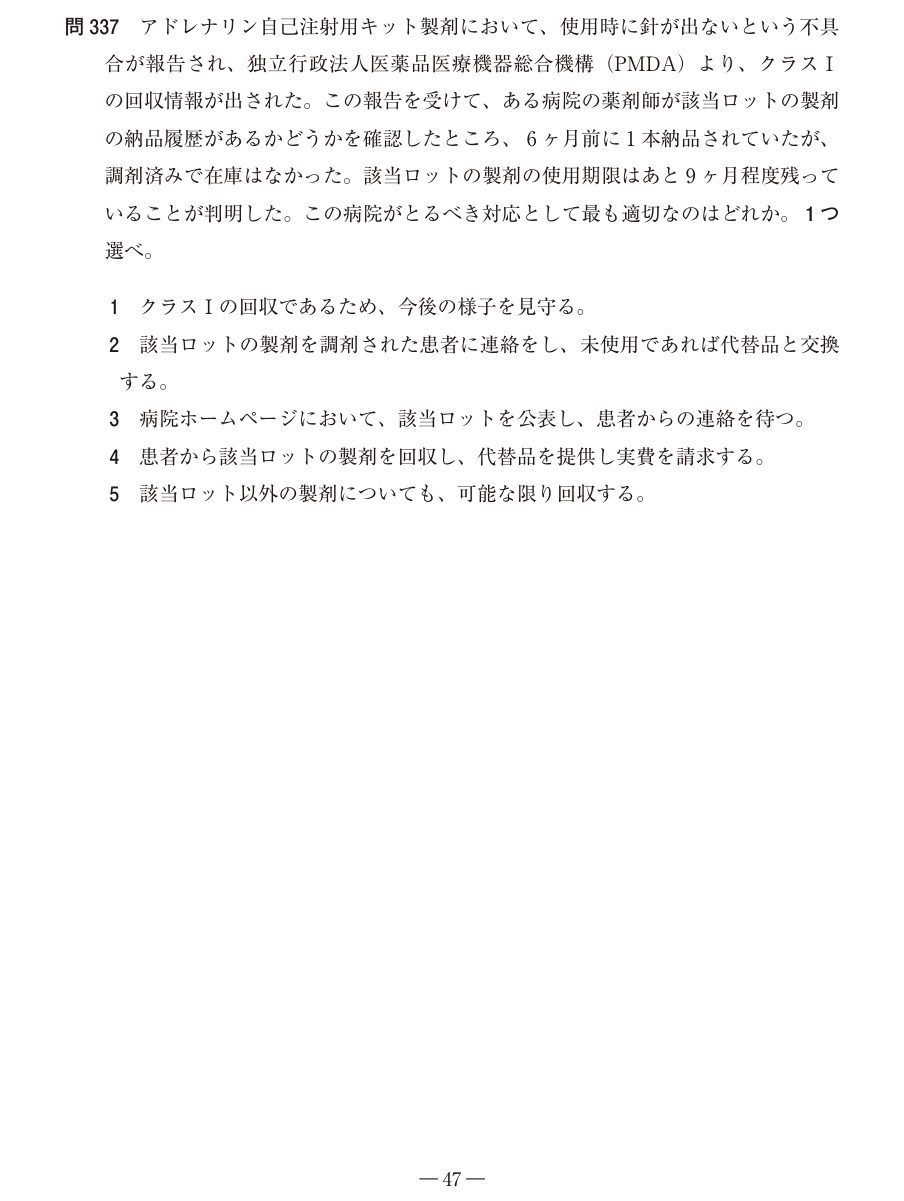 問 337　アドレナリン自己注射用キット製剤において、使用時に針が出ないという不具
合が報告され、独立行政法人医薬品医療機器総合機構（PMDA）より、クラスⅠ
の回収情報が出された。この報告を受けて、ある病院の薬剤師が該当ロットの製剤
の納品履歴があるかどうかを確認したところ、６ヶ月前に１本納品されていたが、
調剤済みで在庫はなかった。該当ロットの製剤の使用期限はあと９ヶ月程度残って
いることが判明した。この病院がとるべき対応として最も適切なのはどれか。１つ
選べ。
1　クラスⅠの回収であるため、今後の様子を見守る。
2　該当ロットの製剤を調剤された患者に連絡をし、未使用であれば代替品と交換
する。
3　病院ホームページにおいて、該当ロットを公表し、患者からの連絡を待つ。
4　患者から該当ロットの製剤を回収し、代替品を提供し実費を請求する。
5　該当ロット以外の製剤についても、可能な限り回収する。
— 47 —